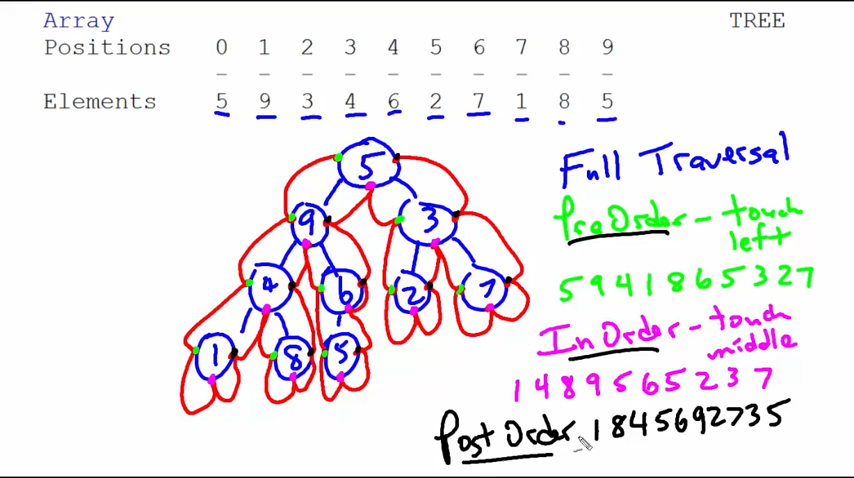 Array TREE
Positions 0 1 2 3 4 5 6 7 8 9
- - - - - - - - - -
Elements 5 9 3 4 6 2 7 1 8 5
5
9 3
4 6 2 7
1 8 5
Full Traversal
PreOrder - touch
left
5 9 4 1 8 6 5 3 2 7
InOrder - touch
middle
1 4 8 9 5 6 5 2 3 7
Post Order 1 8 4 5 6 9 2 7 3 5